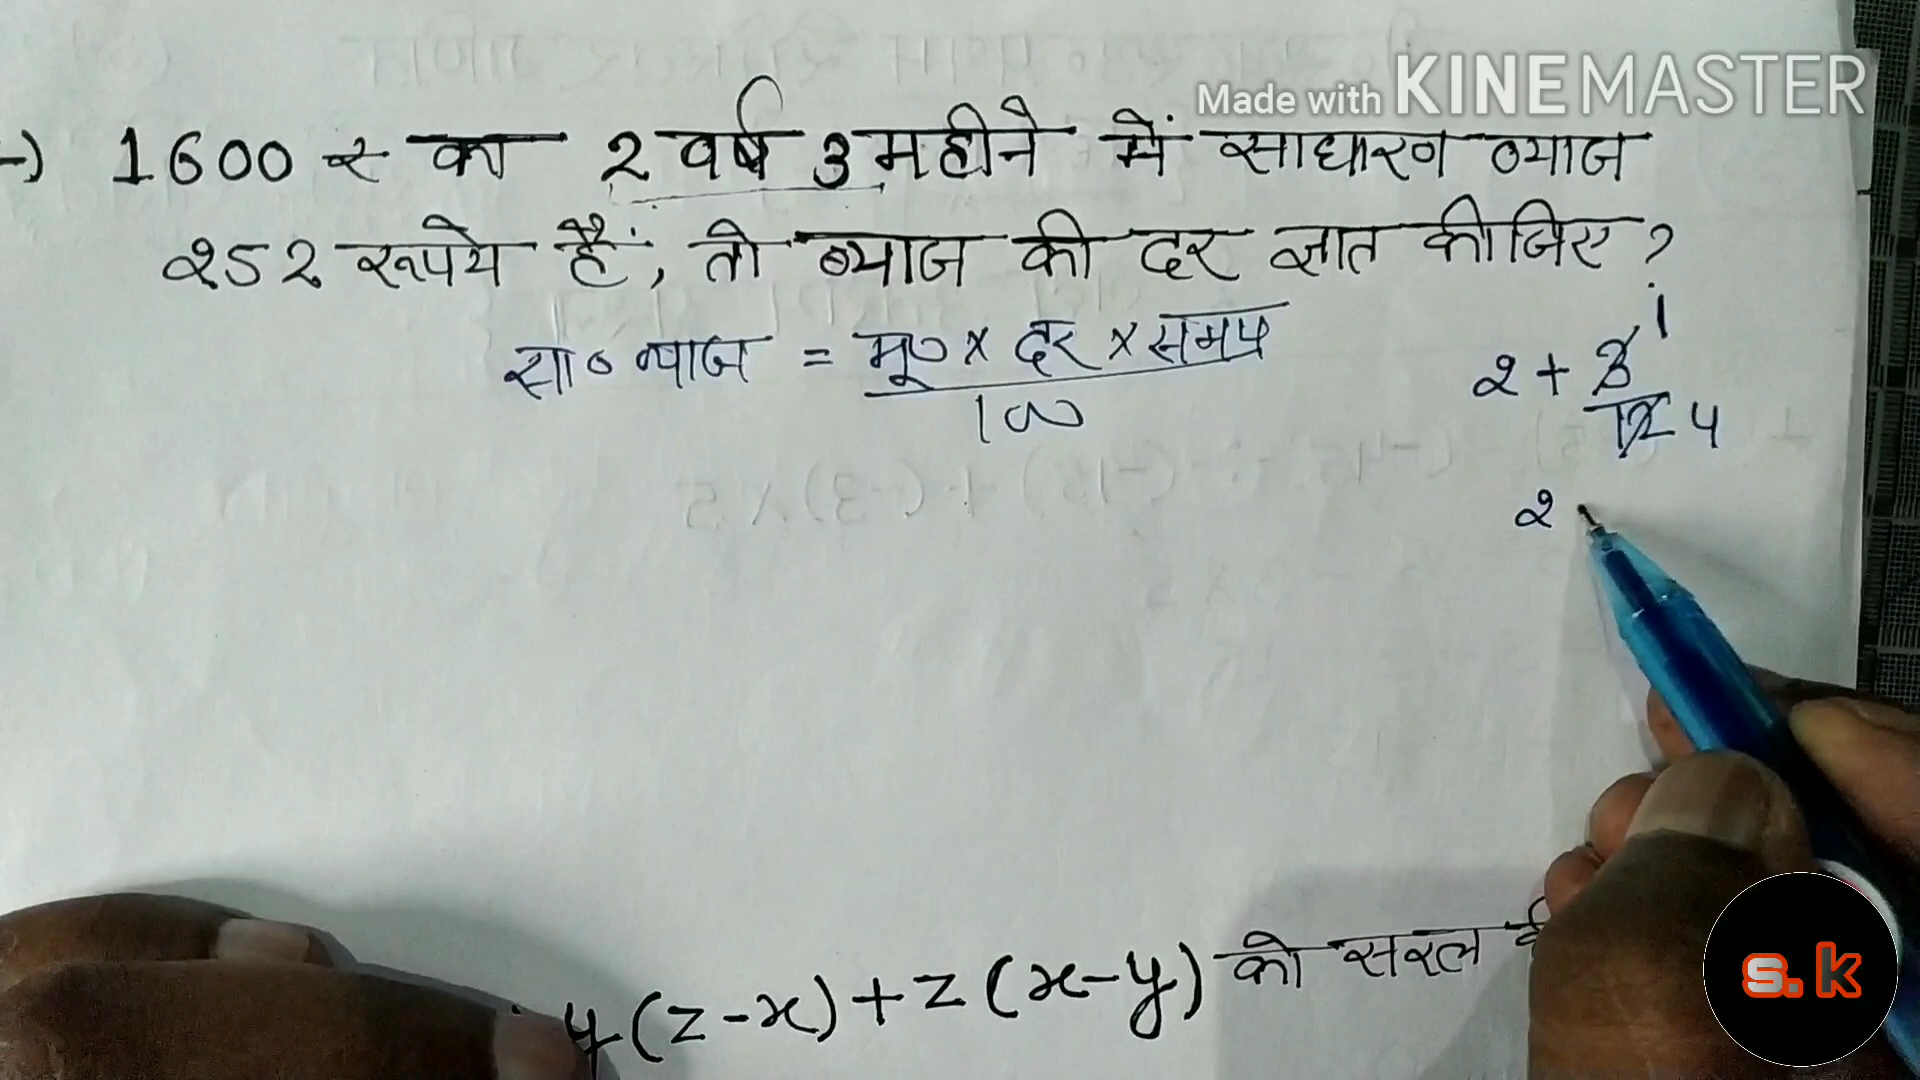 Made with KINEMASTER
-) 1600 रु का 2 वर्ष 3 महीने में साधारण ब्याज
252 रूपये हैं, तो ब्याज की दर ज्ञात कीजिए ?
सा० ब्याज = मू० × दर × समय
100
2 + 3 1
12 4
2
y(z-x)+z(x-y) को सरल
S.K